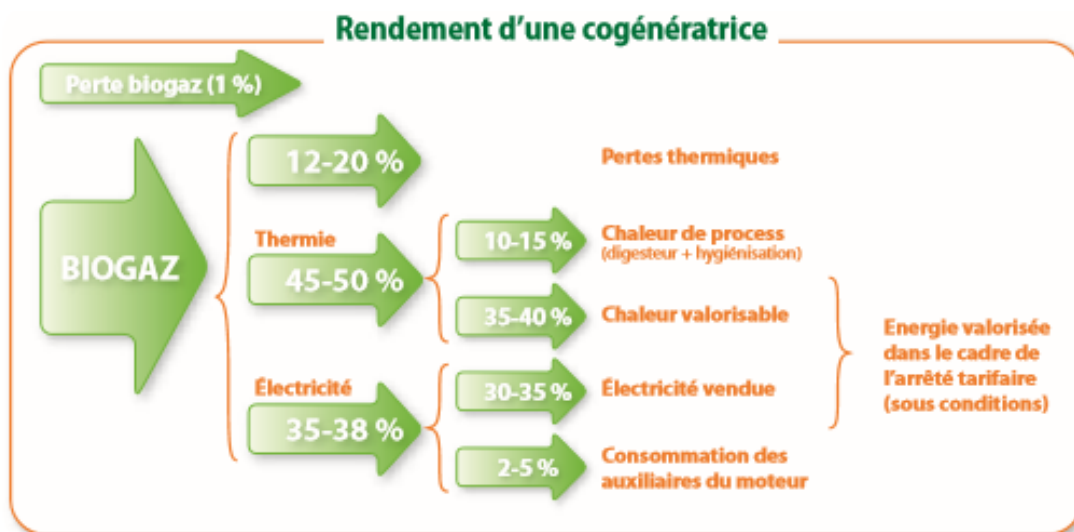 Rendement d'une cogénératrice
Perte biogaz (1 %)
BIOGAZ
12-20 %
Pertes thermiques
Thermie
45-50 %
10-15 %
Chaleur de process
(digesteur + hygiénisation)
35-40%
Chaleur valorisable
Électricité
35-38 %
30-35 %
Électricité vendue
2-5 %
Consommation des
auxiliaires du moteur
Energie valorisée
dans le cadre de
l'arrêté tarifaire
(sous conditions)